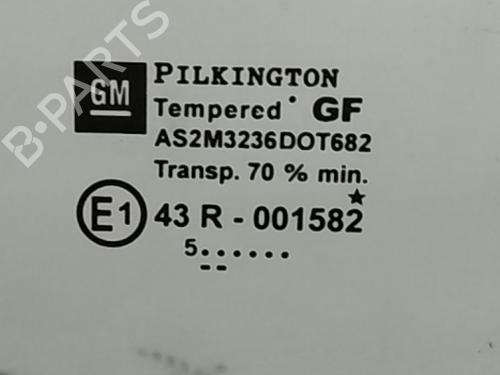 B-PARTS
GM
PILKINGTON
Tempered GF
AS2M3236DOT682
Transp. 70 % min.
E1 43 R - 001582
5......